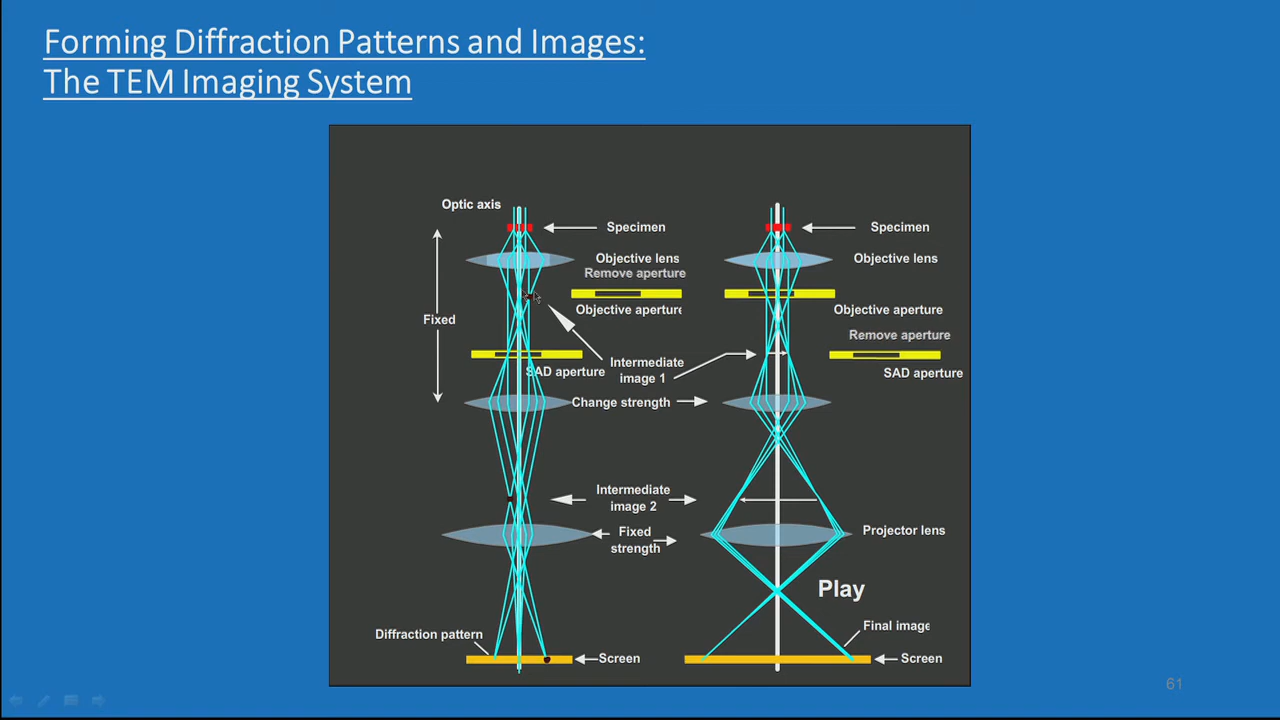 Forming Diffraction Patterns and Images:
The TEM Imaging System
Optic axis
Specimen
Specimen
Objective lens
Objective lens
Remove aperture
Objective aperture
Objective aperture
Fixed
Remove aperture
Intermediate
image 1
SAD aperture
SAD aperture
Change strength
Intermediate
image 2
Fixed
strength
Projector lens
Play
Diffraction pattern
Final image
Screen
Screen
61